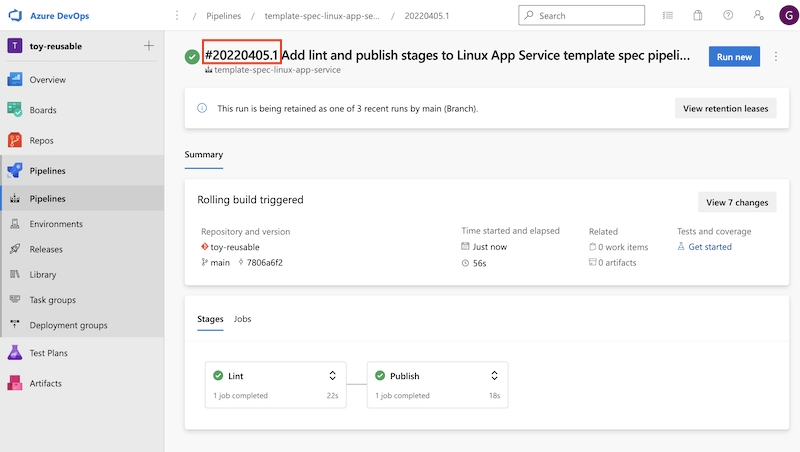 Azure DevOps
/ Pipelines / template-spec-linux-app-se... / 20220405.1
Search
G
T toy-reusable
Overview
Boards
Repos
Pipelines
Pipelines
Environments
Releases
Library
Task groups
Deployment groups
Test Plans
Artifacts
#20220405.1 Add lint and publish stages to Linux App Service template spec pipeli...
template-spec-linux-app-service
Run new
This run is being retained as one of 3 recent runs by main (Branch).
View retention leases
Summary
Rolling build triggered
View 7 changes
Repository and version
toy-reusable
main 7806a6f2
Time started and elapsed
Just now
56s
Related
0 work items
0 artifacts
Tests and coverage
Get started
Stages Jobs
Lint
1 job completed 22s
Publish
1 job completed 18s